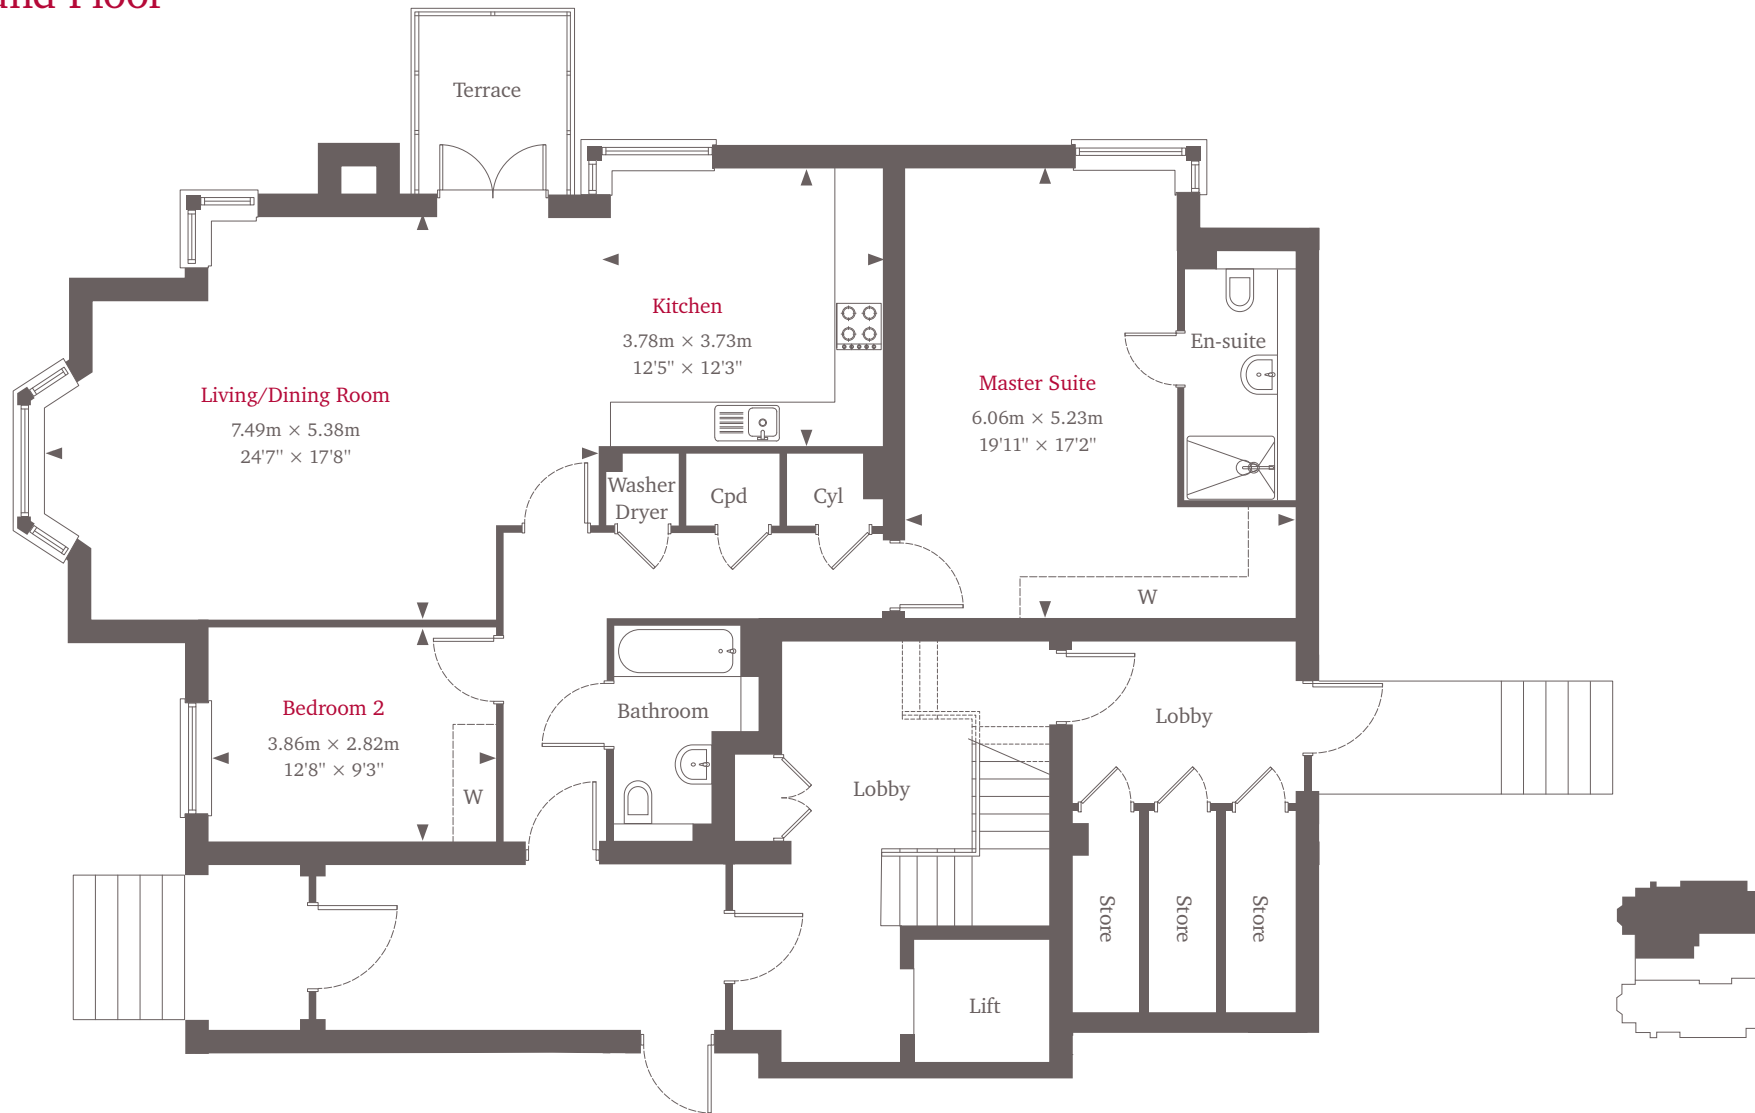 Floor
Terrace
Kitchen
3.78m × 3.73m
12'5" × 12'3"
Living/Dining Room
7.49m × 5.38m
24'7" × 17'8"
Master Suite
6.06m × 5.23m
19'11" × 17'2"
En-suite
Washer
Dryer
Cpd
Cyl
W
Bedroom 2
3.86m × 2.82m
12'8" × 9'3"
W
Bathroom
Lobby
Lobby
Store
Store
Store
Lift